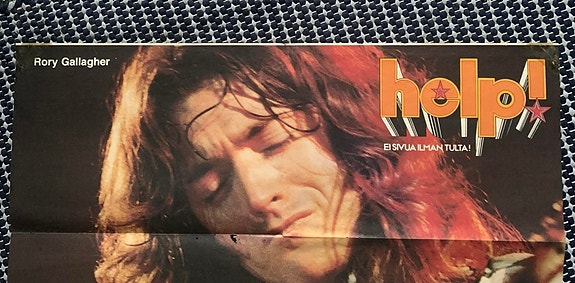 Rory Gallagher
help!
EI SIVUA ILMAN TULTA!